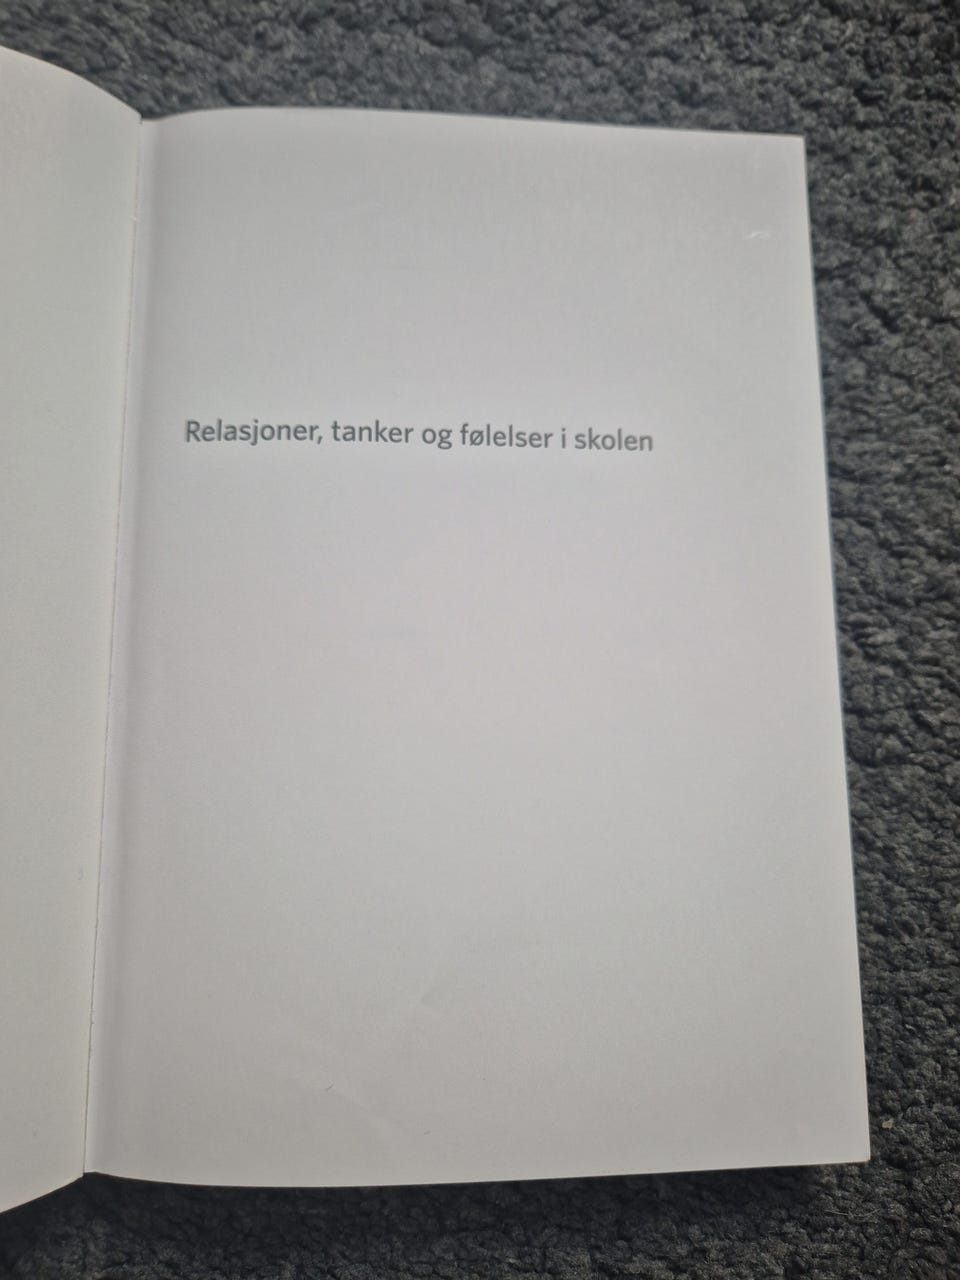 Relasjoner, tanker og følelser i skolen